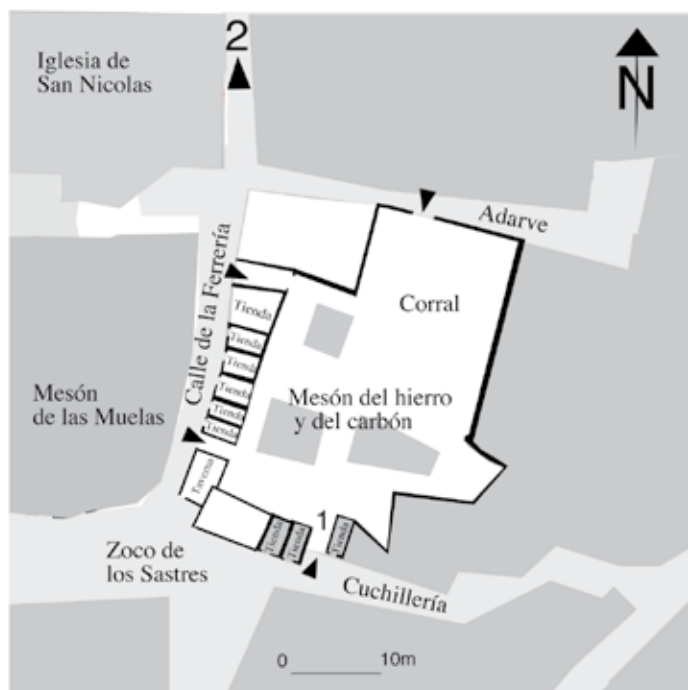 2
Iglesia de
San Nicolas
N
Adarve
Calle de la Ferrería
Tienda
Corral
Tienda
Tienda
Mesón
de las Muelas
Mesón del hierro
y del carbón
Tienda
Tienda
Tienda
Taverna
1
Tienda
Tienda
Tienda
Zoco de
los Sastres
Cuchillería
0
10m